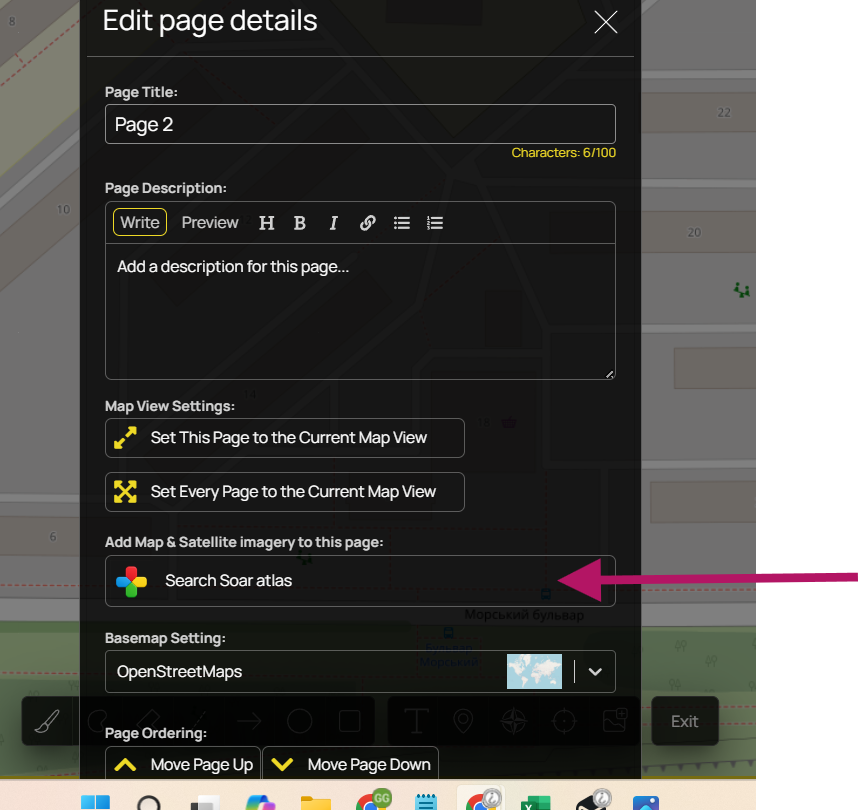 Edit page details
8
Page Title:
Page 2
22
Characters: 6/100
Page Description:
10
Write Preview H B I
20
Add a description for this page...
Map View Settings:
Set This Page to the Current Map View
Set Every Page to the Current Map View
6
Add Map & Satellite imagery to this page:
Search Soar atlas
Морський бульвар
Basemap Setting:
Бульвар
Морський
OpenStreetMaps
T
Exit
Page Ordering:
Move Page Up Move Page Down
GG